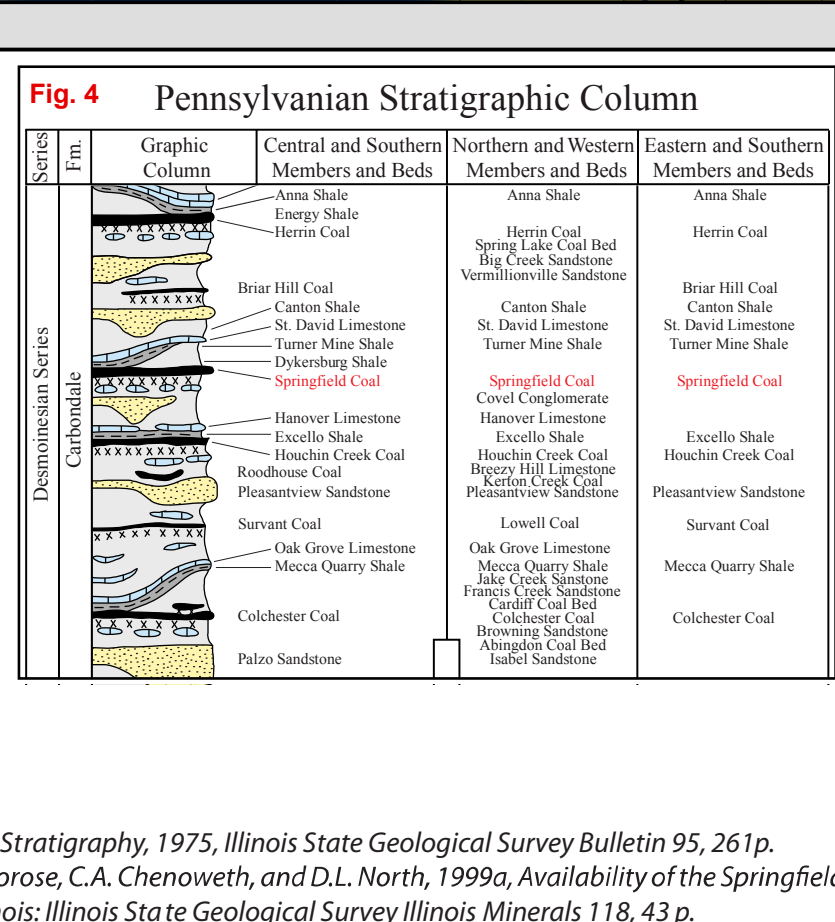 Fig. 4 Pennsylvanian Stratigraphic Column
Series
Fm.
Graphic
Column
Central and Southern
Members and Beds
Northern and Western
Members and Beds
Eastern and Southern
Members and Beds
Desmoinesian Series
Carbondale
Anna Shale
Energy Shale
Herrin Coal
Briar Hill Coal
Canton Shale
St. David Limestone
Turner Mine Shale
Dykersburg Shale
Springfield Coal
Hanover Limestone
Excello Shale
Houchin Creek Coal
Roodhouse Coal
Pleasantview Sandstone
Survant Coal
Oak Grove Limestone
Mecca Quarry Shale
Colchester Coal
Palzo Sandstone
Anna Shale
Herrin Coal
Spring Lake Coal Bed
Big Creek Sandstone
Vermillionville Sandstone
Canton Shale
St. David Limestone
Turner Mine Shale
Springfield Coal
Covel Conglomerate
Hanover Limestone
Excello Shale
Houchin Creek Coal
Breezy Hill Limestone
Kerton Creek Coal
Pleasantview Sandstone
Lowell Coal
Oak Grove Limestone
Mecca Quarry Shale
Jake Creek Sanstone
Francis Creek Sandstone
Cardiff Coal Bed
Colchester Coal
Browning Sandstone
Abingdon Coal Bed
Isabel Sandstone
Anna Shale
Herrin Coal
Briar Hill Coal
Canton Shale
St. David Limestone
Turner Mine Shale
Springfield Coal
Excello Shale
Houchin Creek Coal
Pleasantview Sandstone
Survant Coal
Mecca Quarry Shale
Colchester Coal
Stratigraphy, 1975, Illinois State Geological Survey Bulletin 95, 261p.
orose, C.A. Chenoweth, and D.L. North, 1999a, Availability of the Springfiel
nois: Illinois State Geological Survey Illinois Minerals 118, 43 p.